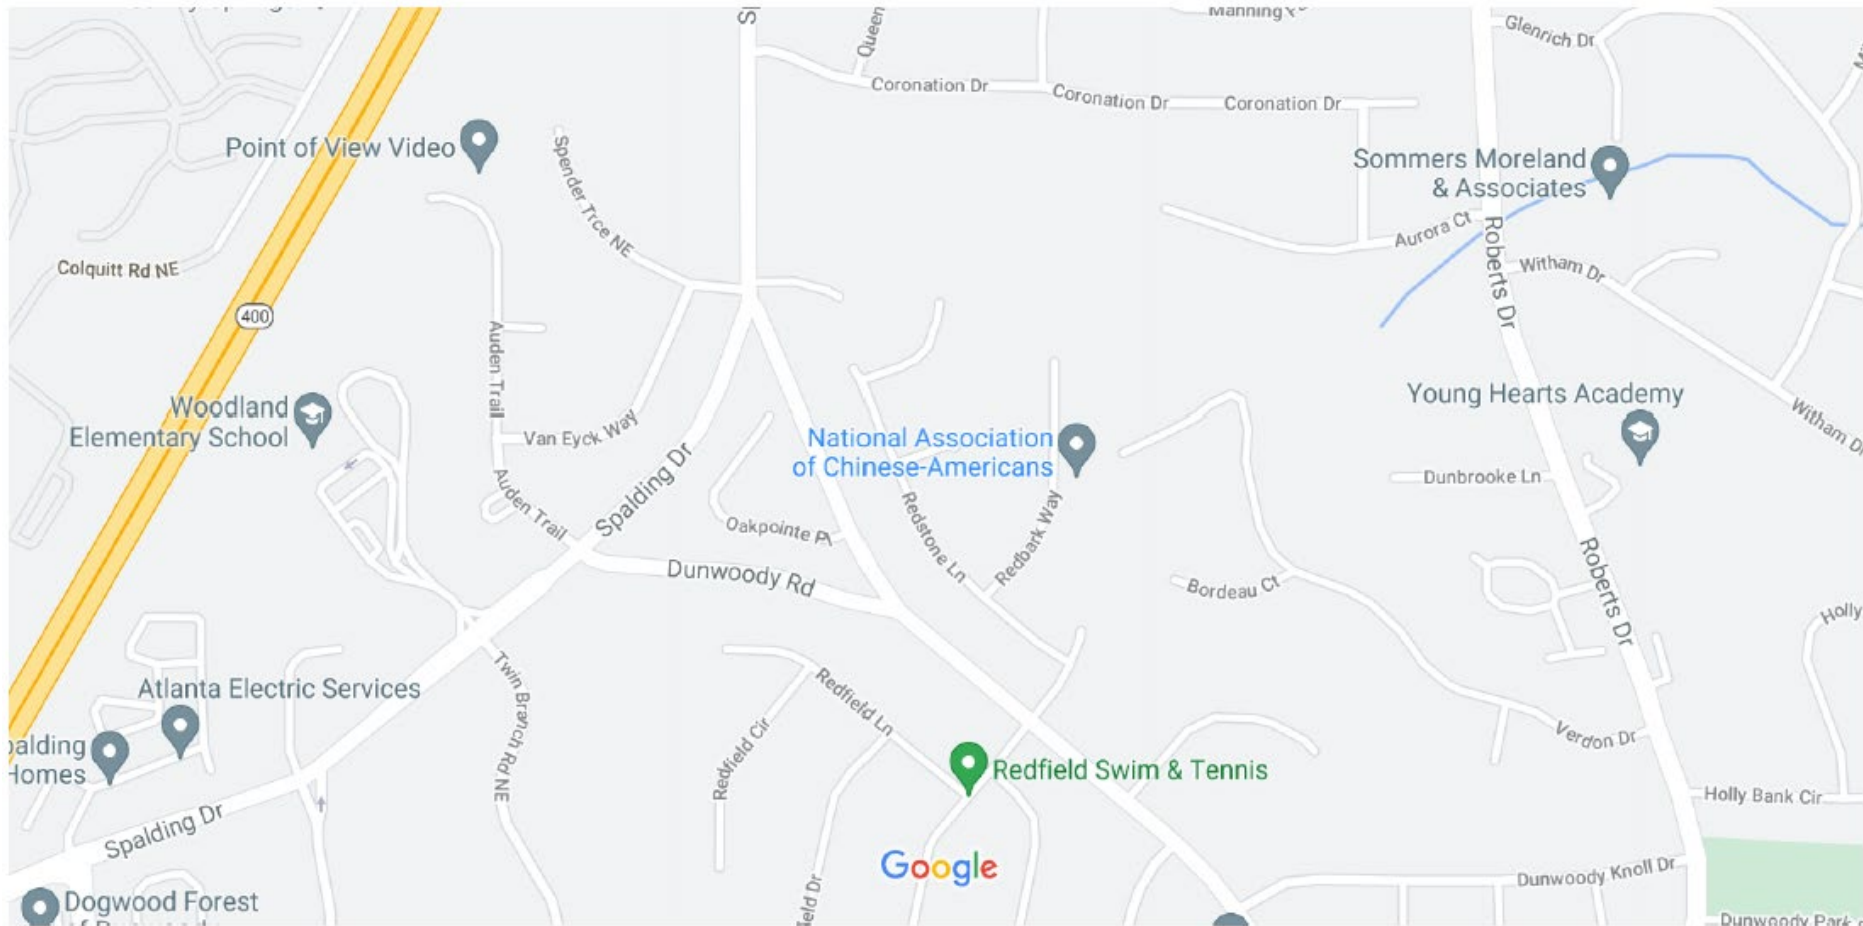 Manning
Glenrich Dr
Queen
Coronation Dr
Coronation Dr
Coronation Dr
Point of View Video
Spender Trce NE
Sommers Moreland
& Associates
Aurora Ct
Roberts Dr
Witham Dr
Colquitt Rd NE
400
Auden Trail
Woodland
Elementary School
Van Eyck Way
Young Hearts Academy
Witham D
National Association
of Chinese-Americans
Dunbrooke Ln
Auden Trail
Spalding Dr
Oakpointe Pl
Redstone Ln
Redbark Way
Dunwoody Rd
Bordeau Ct
Roberts Dr
Holly
Twin Branch Rd NE
Atlanta Electric Services
Redfield Ln
Redfield Cir
palding
Homes
Verdon Dr
Redfield Swim & Tennis
Holly Bank Cir
Spalding Dr
Google
Dunwoody Knoll Dr
field Dr
Dogwood Forest
Dunwoody Park